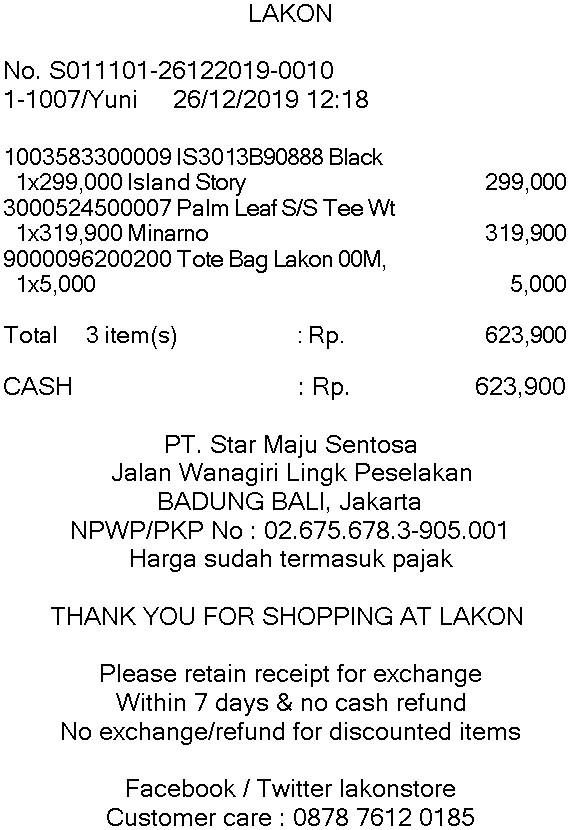 LAKON
No. S011101-26122019-0010
1-1007/Yuni 26/12/2019 12:18
1003583300009 IS3013B90888 Black
1x299,000 Island Story 299,000
3000524500007 Palm Leaf S/S Tee Wt
1x319,900 Minarno 319,900
9000096200200 Tote Bag Lakon 00M,
1x5,000 5,000
Total 3 item(s) : Rp. 623,900
CASH : Rp. 623,900
PT. Star Maju Sentosa
Jalan Wanagiri Lingk Peselakan
BADUNG BALI, Jakarta
NPWP/PKP No : 02.675.678.3-905.001
Harga sudah termasuk pajak
THANK YOU FOR SHOPPING AT LAKON
Please retain receipt for exchange
Within 7 days & no cash refund
No exchange/refund for discounted items
Facebook / Twitter lakonstore
Customer care : 0878 7612 0185